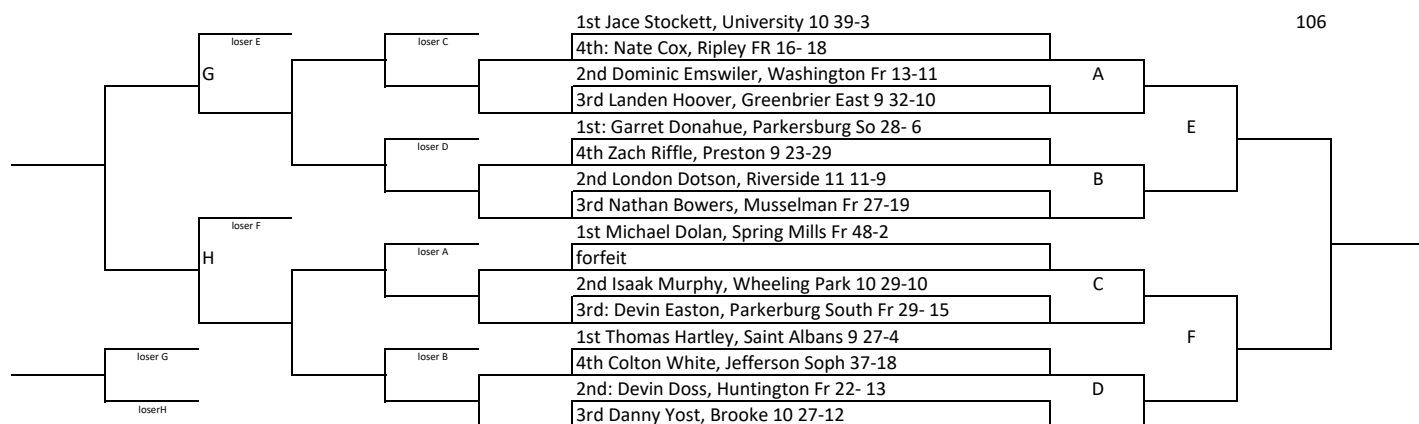 1st Jace Stockett, University 10 39-3
106
loser E
loser C
4th: Nate Cox, Ripley FR 16- 18
G
2nd Dominic Emswiler, Washington Fr 13-11
A
3rd Landen Hoover, Greenbrier East 9 32-10
1st: Garret Donahue, Parkersburg So 28- 6
E
loser D
4th Zach Riffle, Preston 9 23-29
2nd London Dotson, Riverside 11 11-9
B
3rd Nathan Bowers, Musselman Fr 27-19
loser F
1st Michael Dolan, Spring Mills Fr 48-2
loser A
H
forfeit
2nd Isaak Murphy, Wheeling Park 10 29-10
C
3rd: Devin Easton, Parkerburg South Fr 29- 15
1st Thomas Hartley, Saint Albans 9 27-4
F
loser G
loser B
4th Colton White, Jefferson Soph 37-18
2nd: Devin Doss, Huntington Fr 22- 13
D
loserH
3rd Danny Yost, Brooke 10 27-12